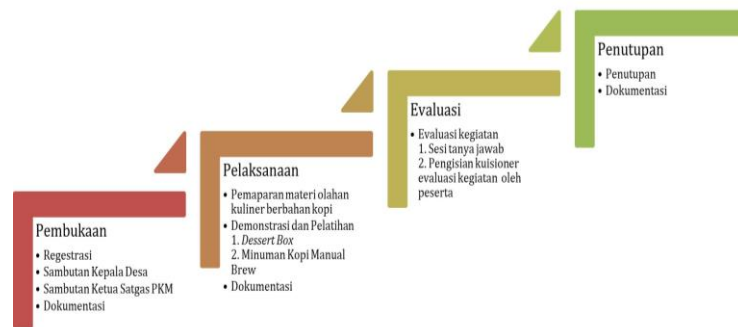 Pembukaan
• Regestrasi
• Sambutan Kepala Desa
• Sambutan Ketua Satgas PKM
• Dokumentasi
Pelaksanaan
• Pemaparan materi olahan
kuliner berbahan kopi
• Demonstrasi dan Pelatihan
1. Dessert Box
2. Minuman Kopi Manual
Brew
• Dokumentasi
Evaluasi
• Evaluasi kegiatan
1. Sesi tanya jawab
2. Pengisian kuisioner
evaluasi kegiatan oleh
peserta
Penutupan
• Penutupan
• Dokumentasi